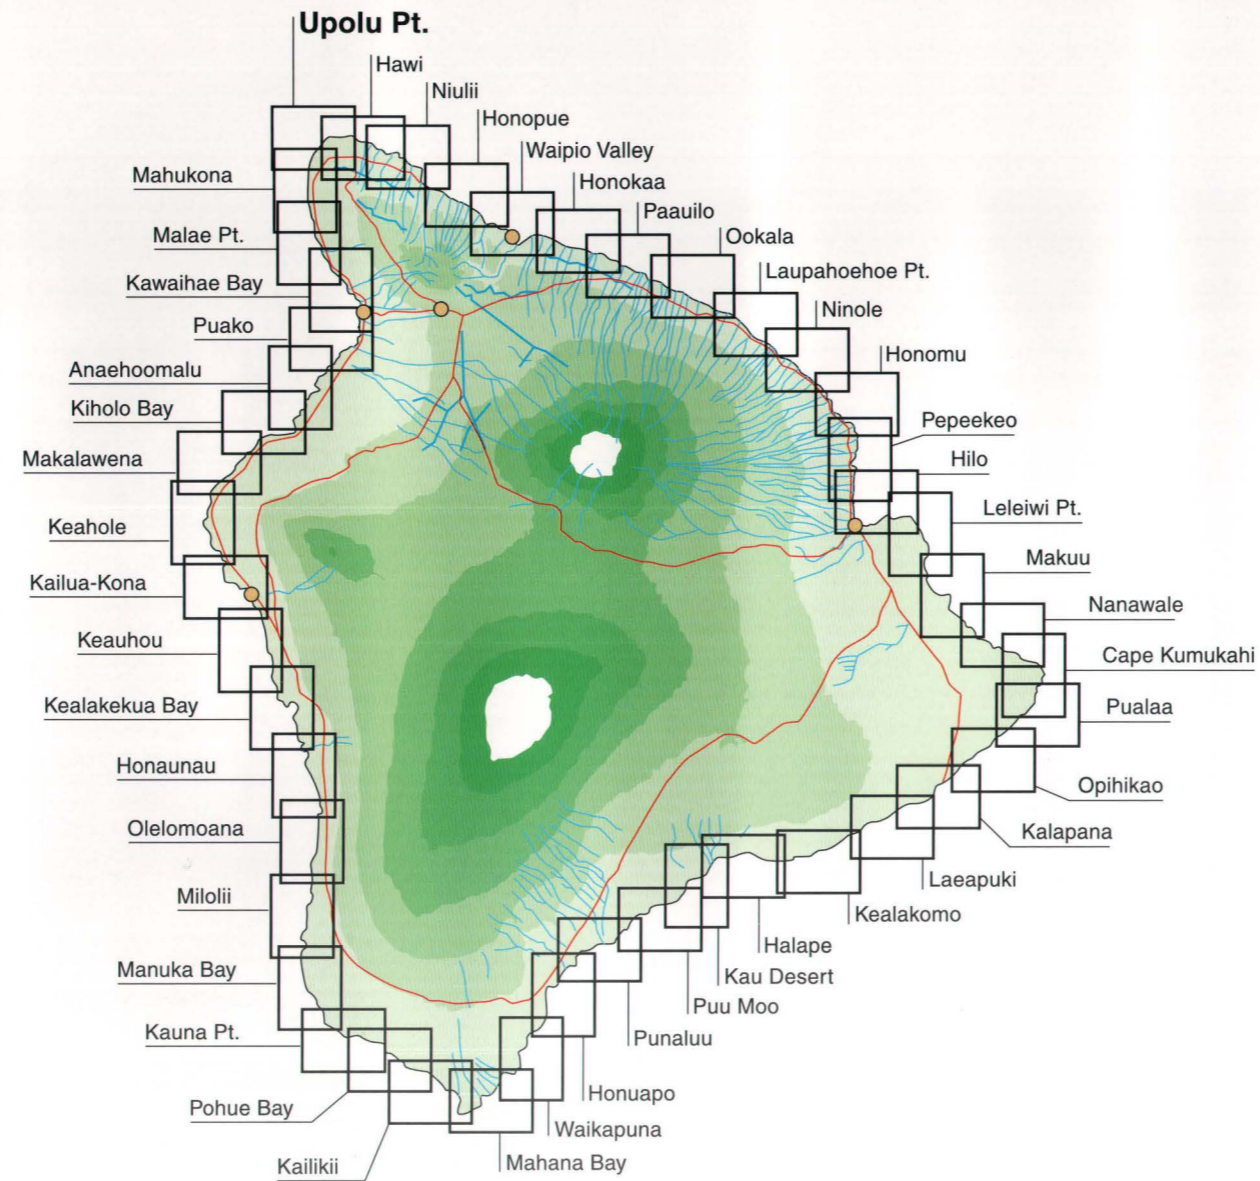 Upolu Pt.
Hawi
Niulii
Honopue
Waipio Valley
Honokaa
Paauilo
Ookala
Laupahoehoe Pt.
Ninole
Honomu
Pepeekeo
Hilo
Leleiwi Pt.
Makuu
Nanawale
Cape Kumukahi
Pualaa
Opihikao
Kalapana
Laeapuki
Kealakomo
Halape
Kau Desert
Puu Moo
Punaluu
Honuapo
Waikapuna
Mahana Bay
Kailikii
Pohue Bay
Kauna Pt.
Manuka Bay
Milolii
Olelomoana
Honaunau
Kealakekua Bay
Keauhou
Kailua-Kona
Keahole
Makalawena
Kiholo Bay
Anaehoomalu
Puako
Kawaihae Bay
Malae Pt.
Mahukona